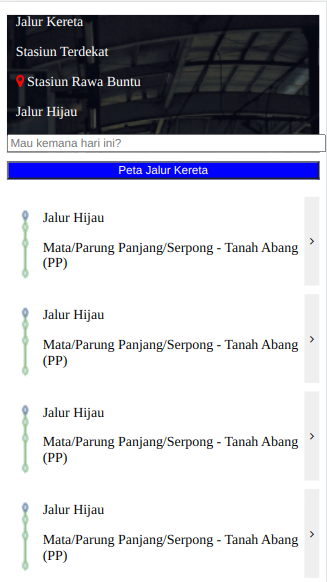 Jalur Kereta
Stasiun Terdekat
Stasiun Rawa Buntu
Jalur Hijau
Mau kemana hari ini?
Peta Jalur Kereta
Jalur Hijau
Mata/Parung Panjang/Serpong - Tanah Abang
(PP)
Jalur Hijau
Mata/Parung Panjang/Serpong - Tanah Abang
(PP)
Jalur Hijau
Mata/Parung Panjang/Serpong - Tanah Abang
(PP)
Jalur Hijau
Mata/Parung Panjang/Serpong - Tanah Abang
(PP)